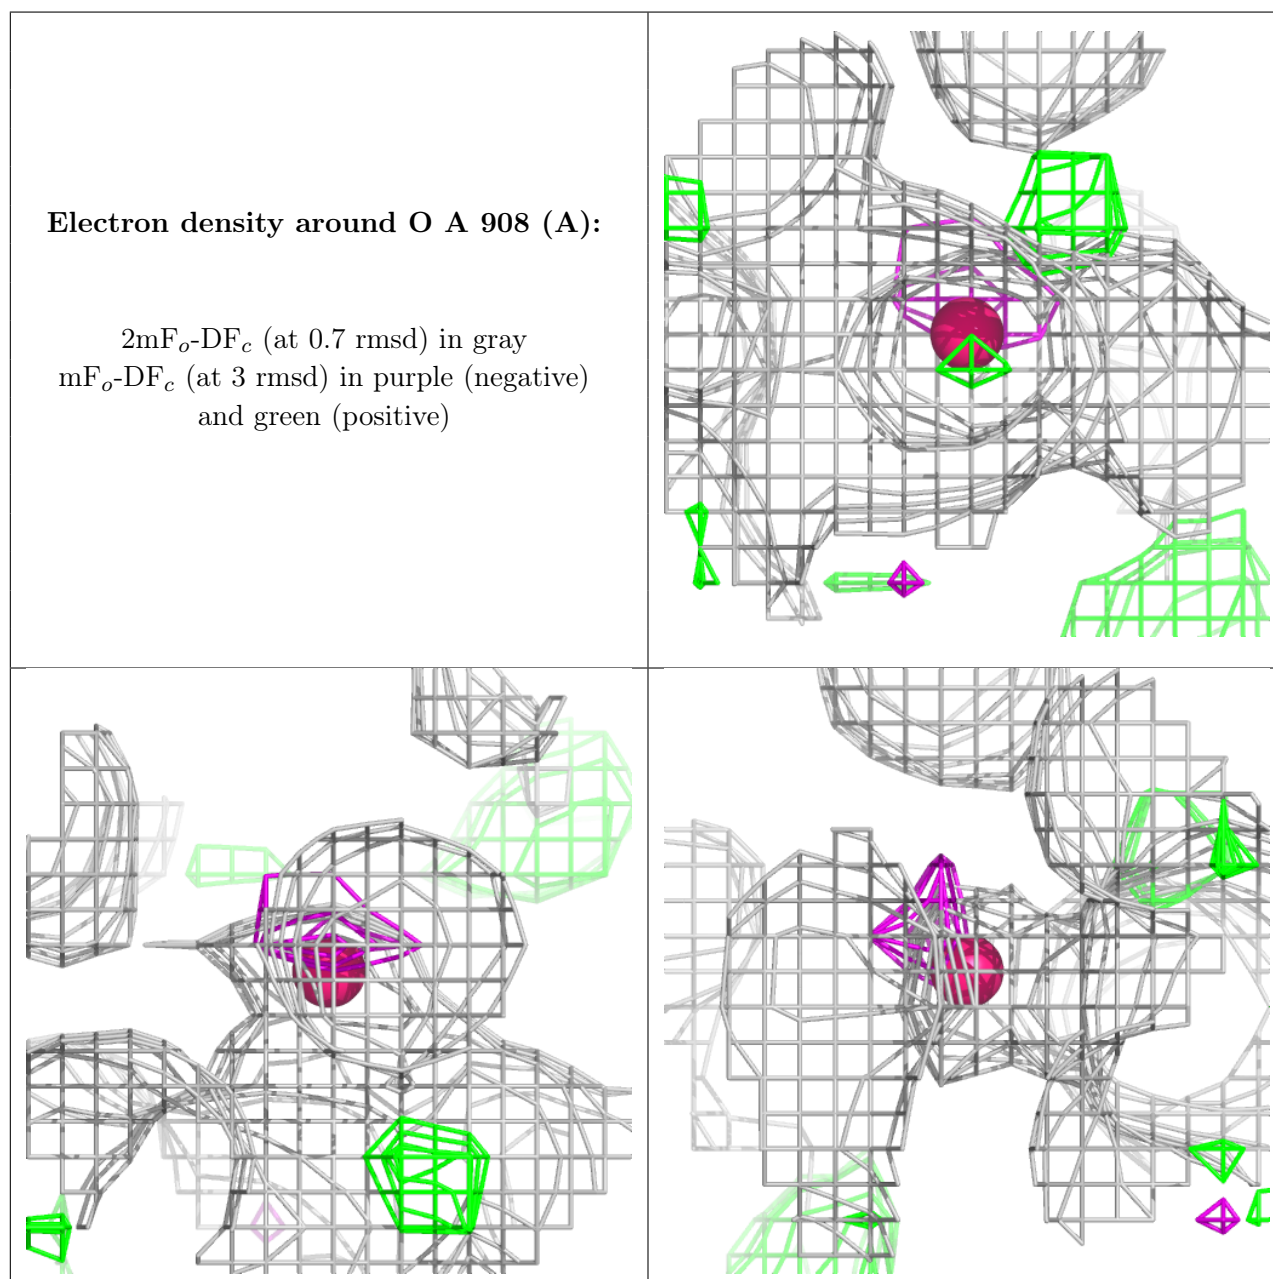 Electron density around O A 908 (A):
2mFo-DFc (at 0.7 rmsd) in gray
mFo-DFc (at 3 rmsd) in purple (negative)
and green (positive)